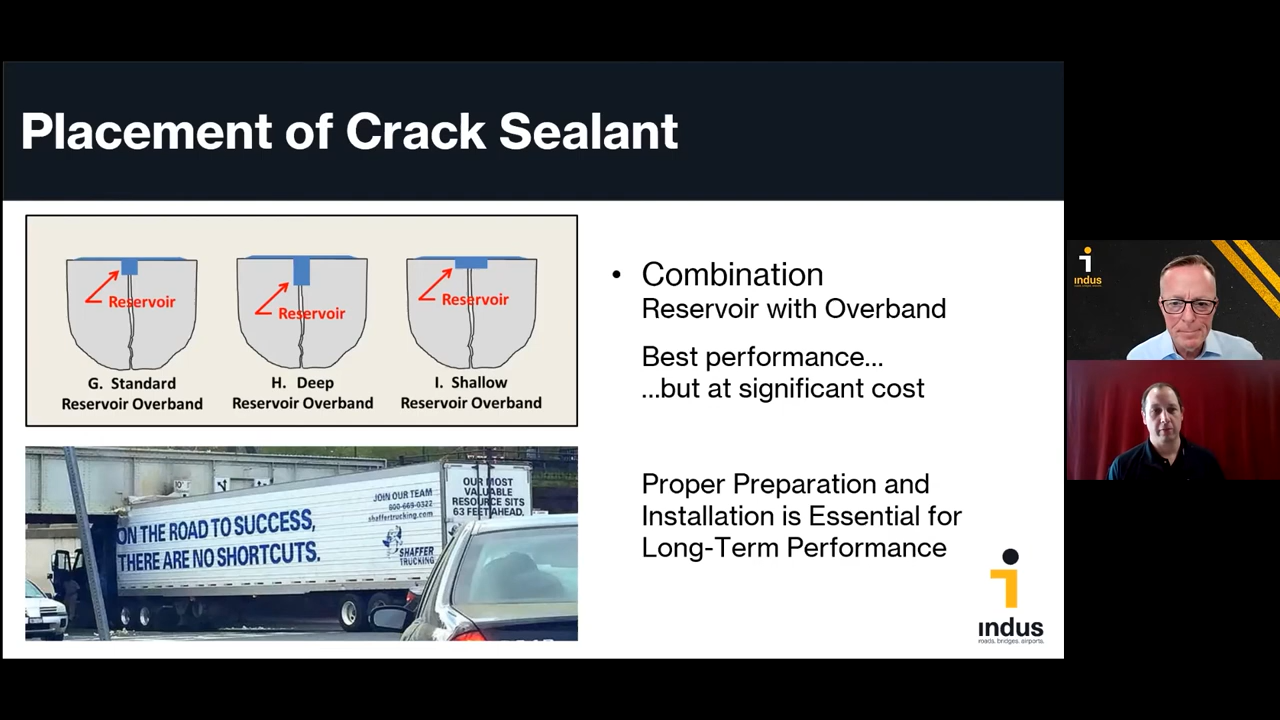 Placement of Crack Sealant
Reservoir
Reservoir
Reservoir
G. Standard
Reservoir Overband
H. Deep
Reservoir Overband
I. Shallow
Reservoir Overband
ON THE ROAD TO SUCCESS,
THERE ARE NO SHORTCUTS.
JOIN OUR TEAM
800-669-0322
shaffertrucking.com
SHAFFER
TRUCKING
OUR MOST
VALUABLE
RESOURCE SITS
63 FEET AHEAD.
• Combination
Reservoir with Overband
Best performance...
...but at significant cost
Proper Preparation and
Installation is Essential for
Long-Term Performance
indus
roads. bridges. airports.
indus